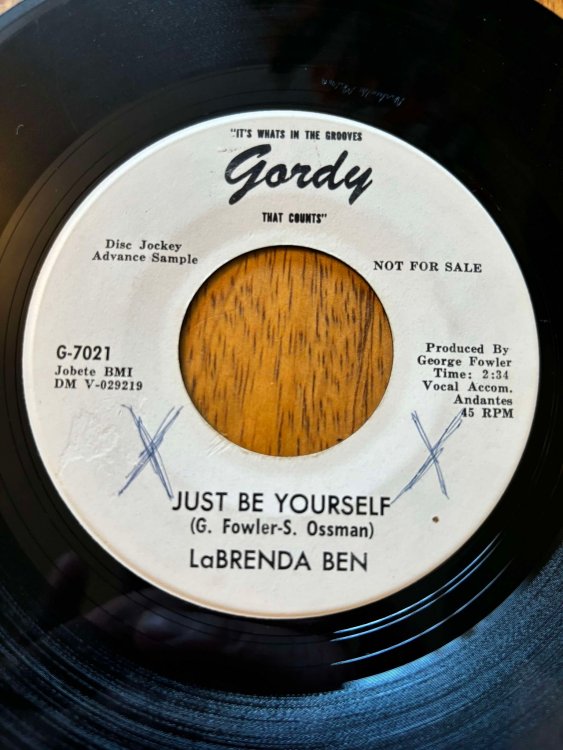 "IT'S WHATS IN THE GROOVES
Gordy
THAT COUNTS"
Disc Jockey
Advance Sample
NOT FOR SALE
G-7021
Jobete BMI
DM V-029219
Produced By
George Fowler
Time: 2:34
Vocal Accom.
Andantes
45 RPM
X
X
JUST BE YOURSELF
(G. Fowler-S. Ossman)
LaBRENDA BEN